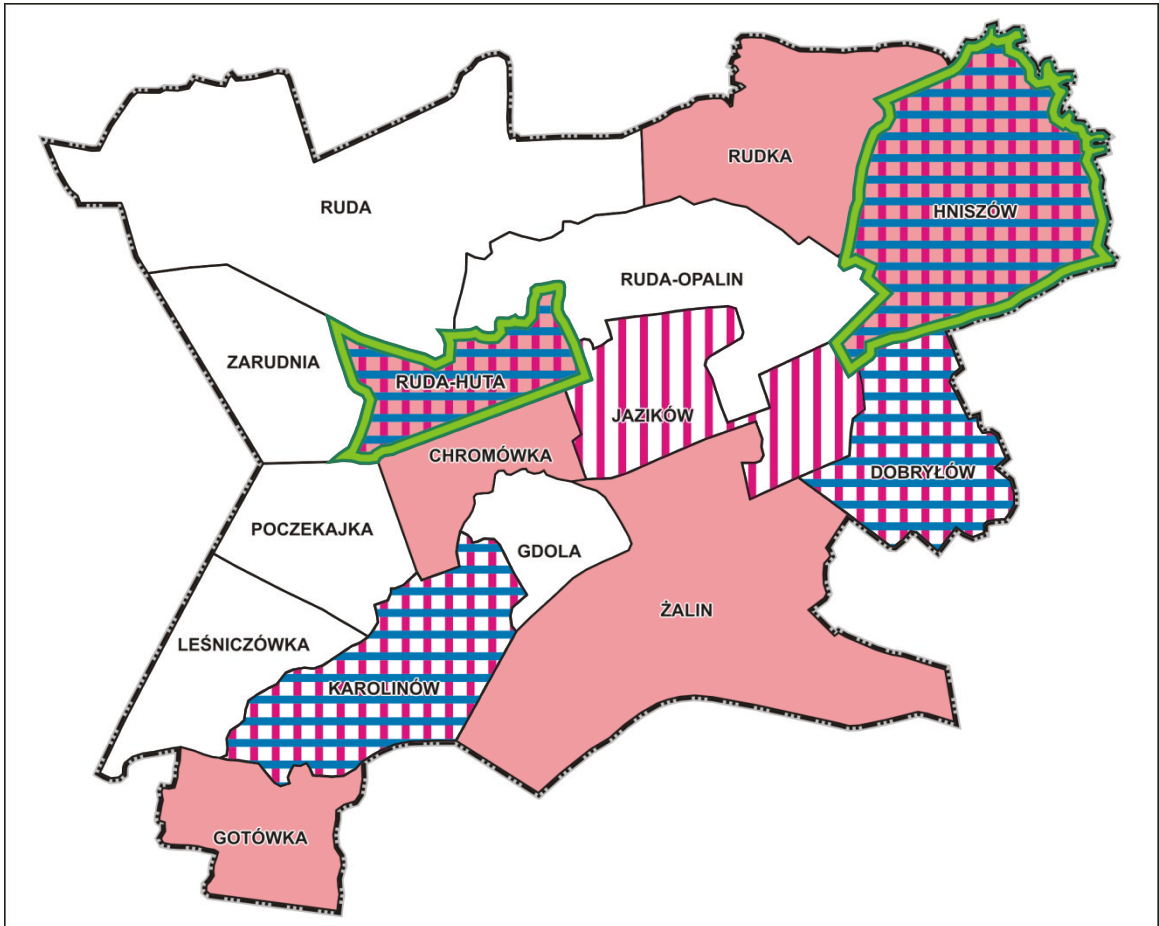 RUDKA
RUDA
HNISZÓW
RUDA-OPALIN
ZARUDNIA
RUDA-HUTA
JAZIKÓW
CHROMÓWKA
DOBRYŁÓW
POCZEKAJKA
GDOLA
ŻALIN
LEŚNICZÓWKA
KAROLINÓW
GOTÓWKA